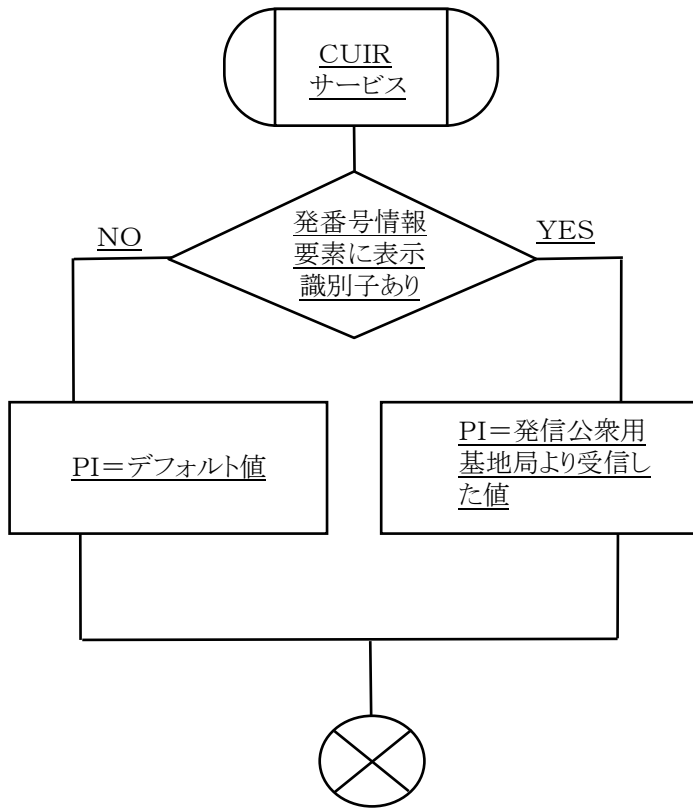 CUIR
サービス
発番号情報
要素に表示
識別子あり
NO
YES
PI＝デフォルト値
PI＝発信公衆用
基地局より受信し
た値